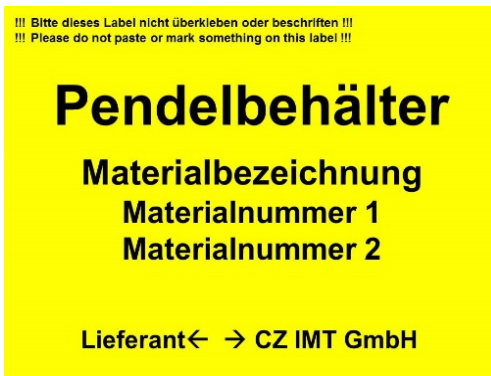 !!! Bitte dieses Label nicht überkleben oder beschriften !!!
!!! Please do not paste or mark something on this label !!!
Pendelbehälter
Materialbezeichnung
Materialnummer 1
Materialnummer 2
Lieferant← → CZ IMT GmbH